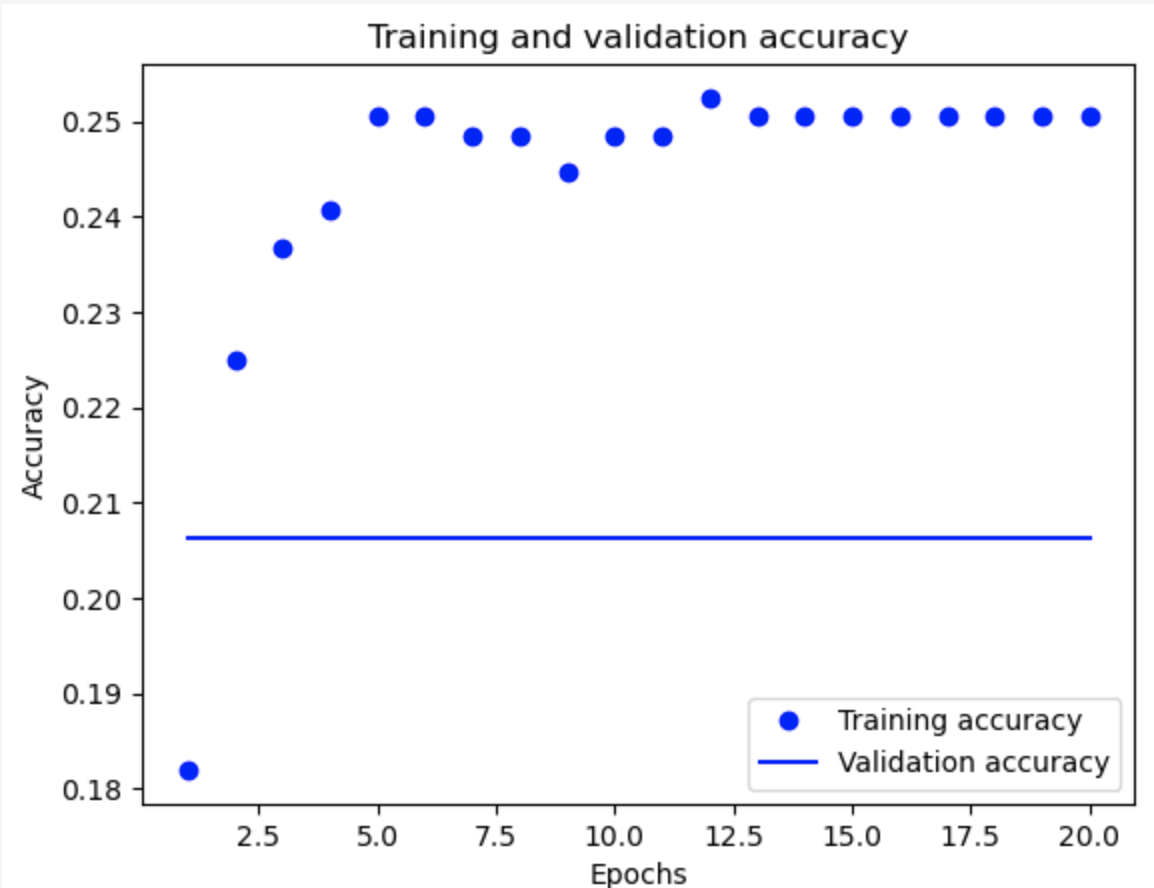 Training and validation accuracy
0.25
0.24
0.23
0.22
0.21
0.20
0.19
0.18
Accuracy
Training accuracy
Validation accuracy
2.5 5.0 7.5 10.0 12.5 15.0 17.5 20.0
Epochs